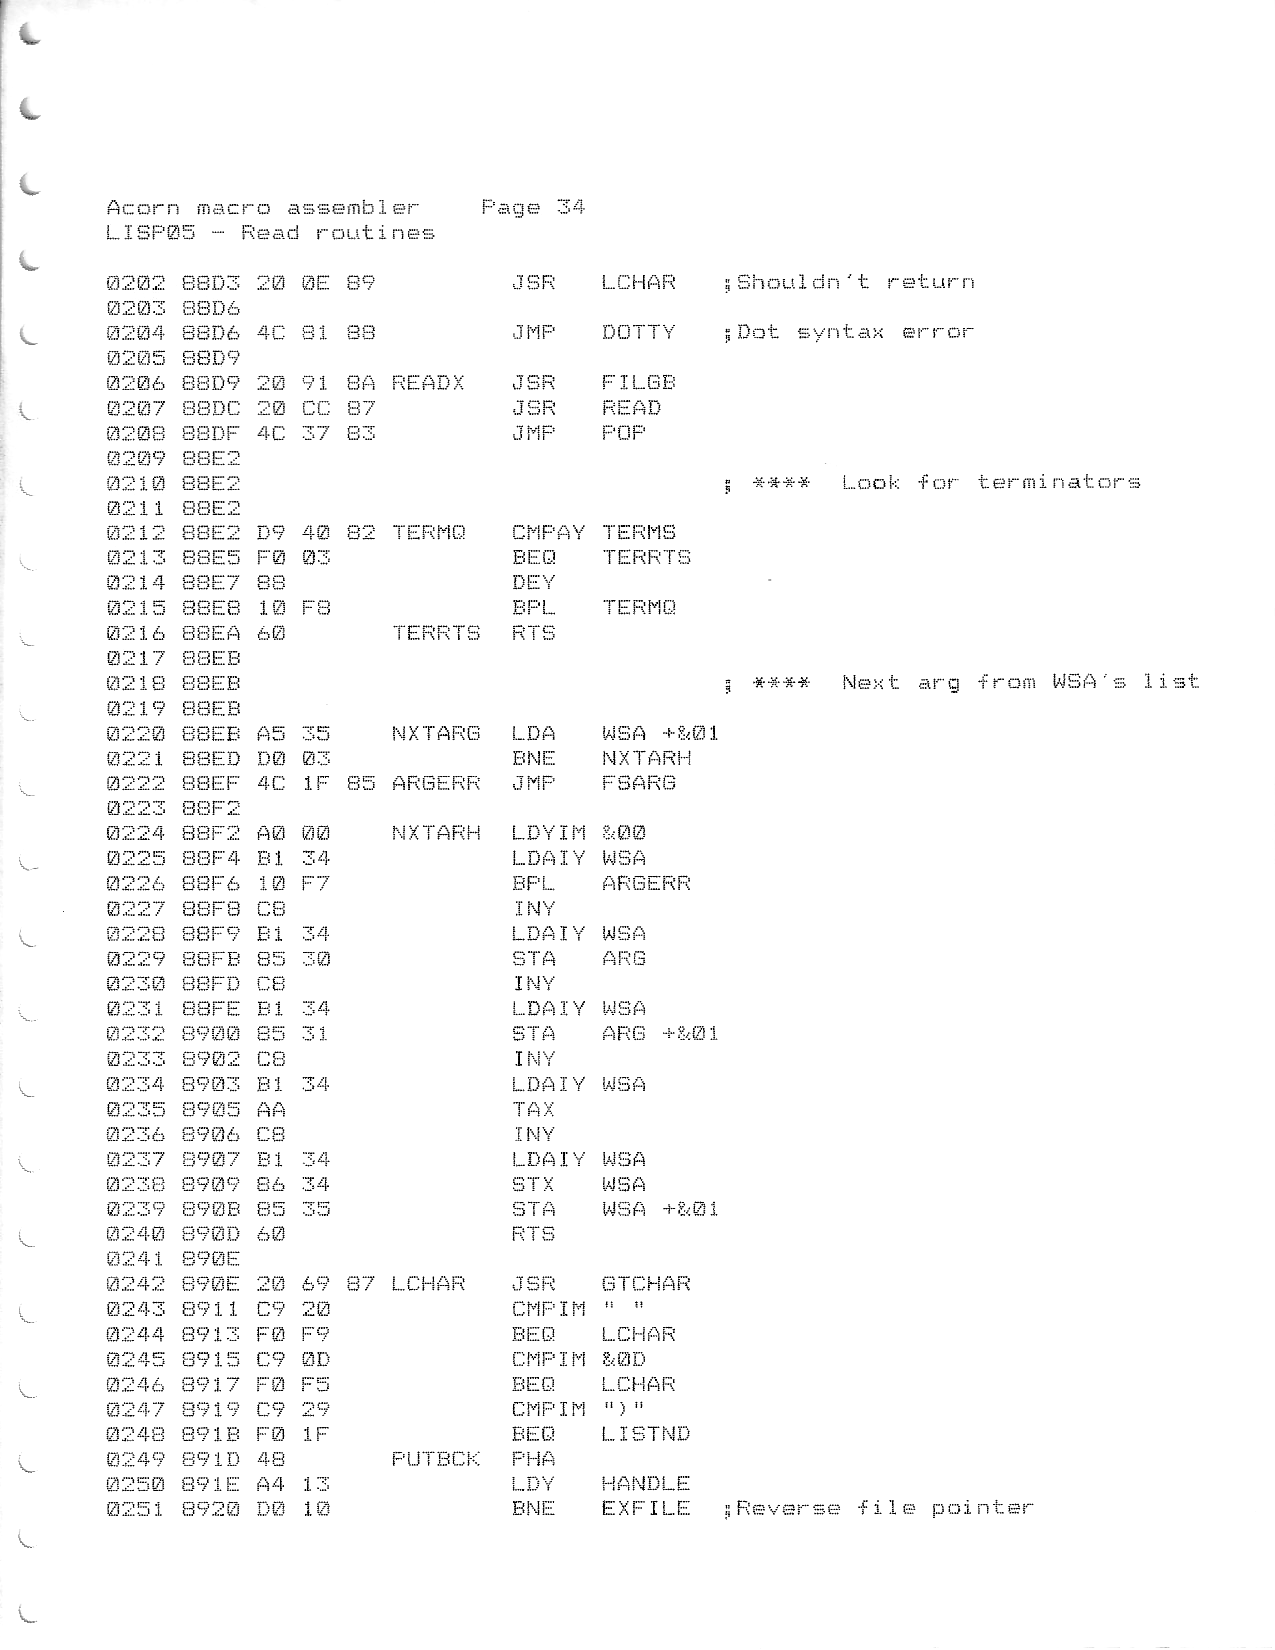 Acorn macro assembler    Page 34
LISP05 - Read routines
0202 88D3 20 0E 89         JSR   LCHAR   ;Shouldn't return
0203 88D6
0204 88D6 4C 81 88         JMP   DOTTY   ;Dot syntax error
0205 88D9
0206 88D9 20 91 8A READX   JSR   FILGB
0207 88DC 20 CC 87         JSR   READ
0208 88DF 4C 37 83         JMP   POP
0209 88E2
0210 88E2                                ; ****  Look for terminators
0211 88E2
0212 88E2 D9 40 82 TERMQ   CMPAY TERMS
0213 88E5 F0 03            BEQ   TERRTS
0214 88E7 88               DEY
0215 88E8 10 F8            BPL   TERMQ
0216 88EA 60       TERRTS  RTS
0217 88EB
0218 88EB                                ; ****  Next arg from WSA's list
0219 88EB
0220 88EB A5 35    NXTARG  LDA   WSA +&01
0221 88ED D0 03            BNE   NXTARH
0222 88EF 4C 1F 85 ARGERR  JMP   FSARG
0223 88F2
0224 88F2 A0 00    NXTARH  LDYIM &00
0225 88F4 B1 34            LDAIY WSA
0226 88F6 10 F7            BPL   ARGERR
0227 88F8 C8               INY
0228 88F9 B1 34            LDAIY WSA
0229 88FB 85 30            STA   ARG
0230 88FD C8               INY
0231 88FE B1 34            LDAIY WSA
0232 8900 85 31            STA   ARG +&01
0233 8902 C8               INY
0234 8903 B1 34            LDAIY WSA
0235 8905 AA               TAX
0236 8906 C8               INY
0237 8907 B1 34            LDAIY WSA
0238 8909 86 34            STX   WSA
0239 890B 85 35            STA   WSA +&01
0240 890D 60               RTS
0241 890E
0242 890E 20 69 87 LCHAR   JSR   GTCHAR
0243 8911 C9 20            CMPIM " "
0244 8913 F0 F9            BEQ   LCHAR
0245 8915 C9 0D            CMPIM &0D
0246 8917 F0 F5            BEQ   LCHAR
0247 8919 C9 29            CMPIM ")"
0248 891B F0 1F            BEQ   LISTND
0249 891D 48       PUTBCK  PHA
0250 891E A4 13            LDY   HANDLE
0251 8920 D0 10            BNE   EXFILE  ;Reverse file pointer